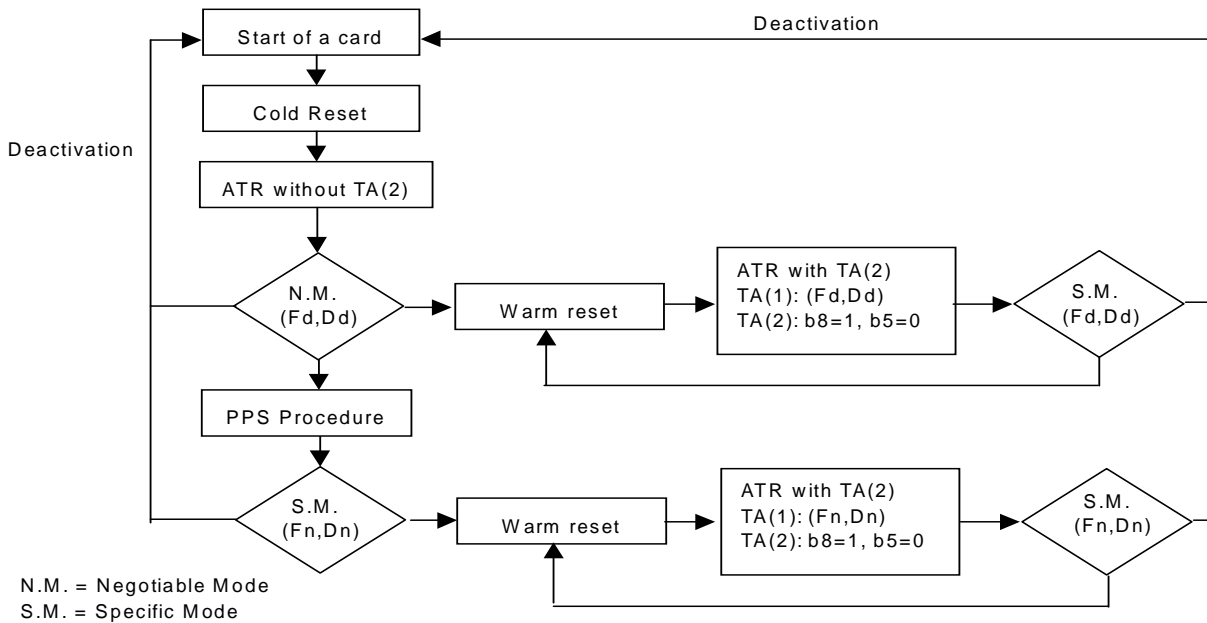 Deactivation
Start of a card
Cold Reset
Deactivation
ATR without TA(2)
N.M.
(Fd,Dd)
Warm reset
ATR with TA(2)
TA(1): (Fd,Dd)
TA(2): b8=1, b5=0
S.M.
(Fd,Dd)
PPS Procedure
S.M.
(Fn,Dn)
Warm reset
ATR with TA(2)
TA(1): (Fn,Dn)
TA(2): b8=1, b5=0
S.M.
(Fn,Dn)
N.M. = Negotiable Mode
S.M. = Specific Mode